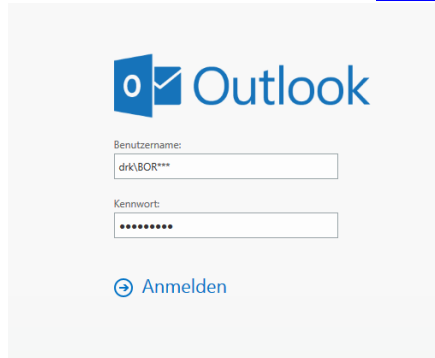 Outlook
Benutzername:
drk\BOR***
Kennwort:
•••••••••
Anmelden